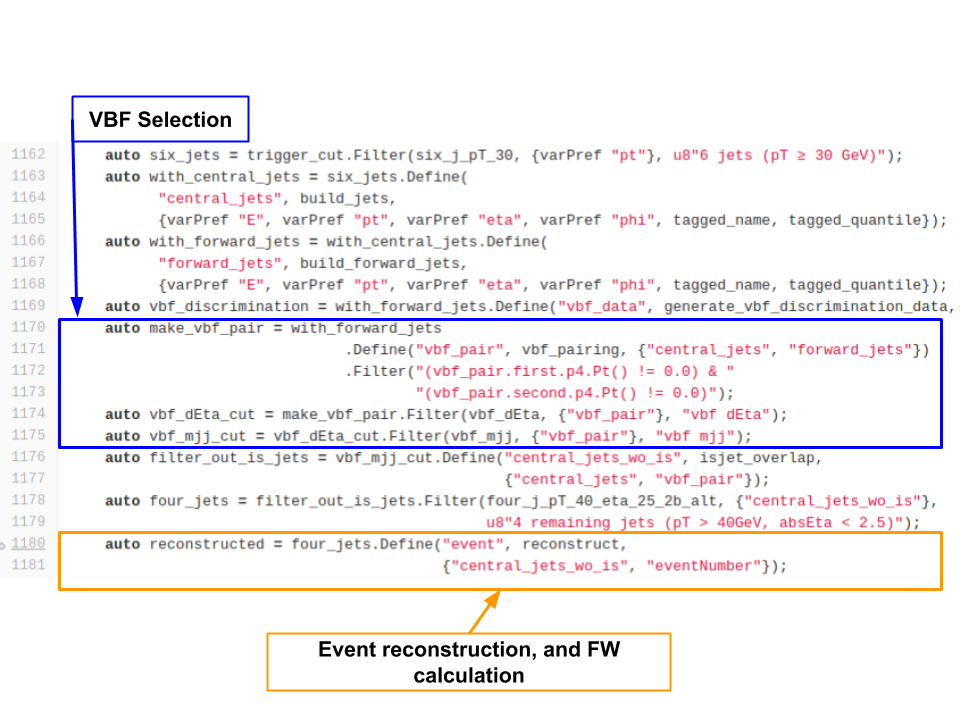 VBF Selection
1162 auto six_jets = trigger_cut.Filter(six_j_pT_30, {varPref "pt"}, u8"6 jets (pT ≥ 30 GeV)");
1163 auto with_central_jets = six_jets.Define(
1164 "central_jets", build_jets,
1165 {varPref "E", varPref "pt", varPref "eta", varPref "phi", tagged_name, tagged_quantile});
1166 auto with_forward_jets = with_central_jets.Define(
1167 "forward_jets", build_forward_jets,
1168 {varPref "E", varPref "pt", varPref "eta", varPref "phi", tagged_name, tagged_quantile});
1169 auto vbf_discrimination = with_forward_jets.Define("vbf_data", generate_vbf_discrimination_data,
1170 auto make_vbf_pair = with_forward_jets
1171 .Define("vbf_pair", vbf_pairing, {"central_jets", "forward_jets"})
1172 .Filter("(vbf_pair.first.p4.Pt() != 0.0) & "
1173 "(vbf_pair.second.p4.Pt() != 0.0)");
1174 auto vbf_dEta_cut = make_vbf_pair.Filter(vbf_dEta, {"vbf_pair"}, "vbf dEta");
1175 auto vbf_mjj_cut = vbf_dEta_cut.Filter(vbf_mjj, {"vbf_pair"}, "vbf mjj");
1176 auto filter_out_is_jets = vbf_mjj_cut.Define("central_jets_wo_is", isjet_overlap,
1177 {"central_jets", "vbf_pair"});
1178 auto four_jets = filter_out_is_jets.Filter(four_j_pT_40_eta_25_2b_alt, {"central_jets_wo_is"},
1179 u8"4 remaining jets (pT > 40GeV, absEta < 2.5)");
1180 auto reconstructed = four_jets.Define("event", reconstruct,
1181 {"central_jets_wo_is", "eventNumber"});
Event reconstruction, and FW
calculation